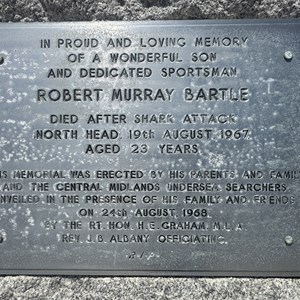 IN PROUD AND LOVING MEMORY
OF A WONDERFUL SON
AND DEDICATED SPORTSMAN
ROBERT MURRAY BARTLE
DIED AFTER SHARK ATTACK
NORTH HEAD. 19TH AUGUST 1967.
AGED 23 YEARS
IS MEMORIAL WAS ERECTED BY HIS PARENTS AND FAMILY
AND THE CENTRAL MIDLANDS UNDERSEA SEARCHERS.
NVEILED IN THE PRESENCE OF HIS FAMILY AND FRIENDS
ON 24TH AUGUST. 1968.
BY THE RT. HON. H.E. GRAHAM. M.L.A.
REV. J.B. ALBANY OFFICIATING.
R.I.P.